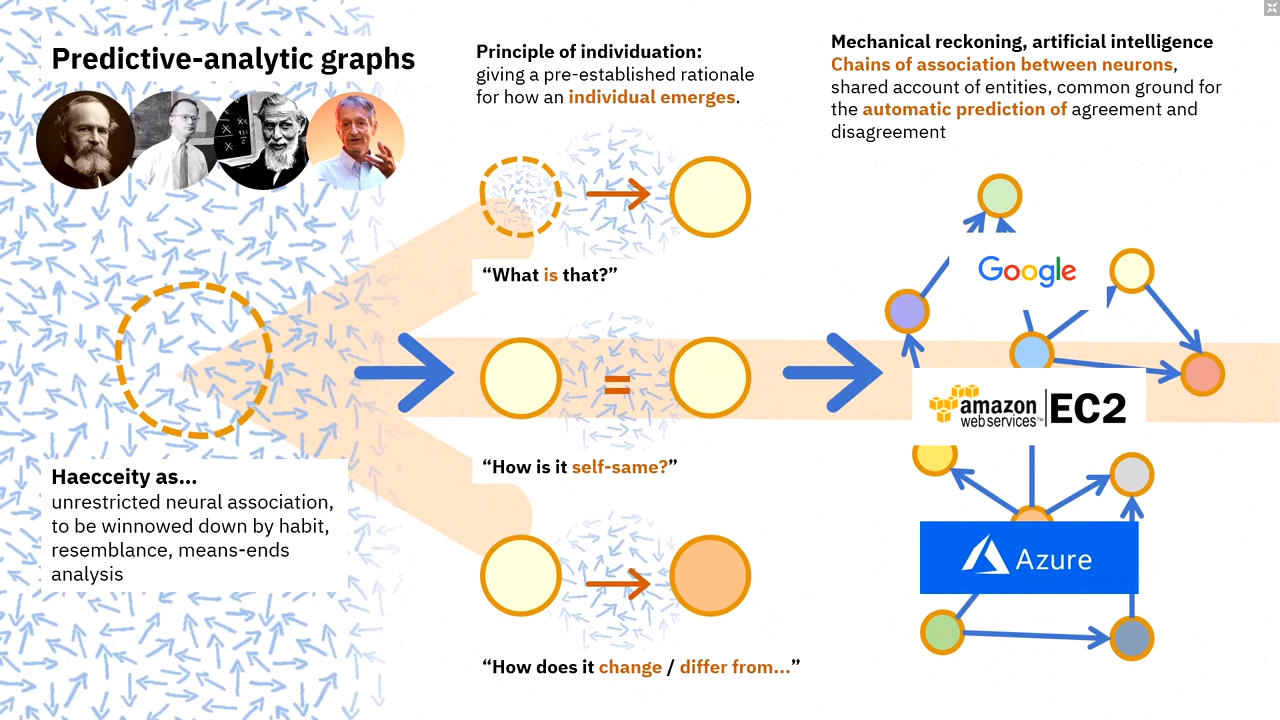 Predictive-analytic graphs
Haecceity as...
unrestricted neural association,
to be winnowed down by habit,
resemblance, means-ends
analysis
Principle of individuation:
giving a pre-established rationale
for how an individual emerges.
“What is that?”
“How is it self-same?”
“How does it change / differ from...”
Mechanical reckoning, artificial intelligence
Chains of association between neurons,
shared account of entities, common ground for
the automatic prediction of agreement and
disagreement
Google
amazon
web services™
EC2
Azure